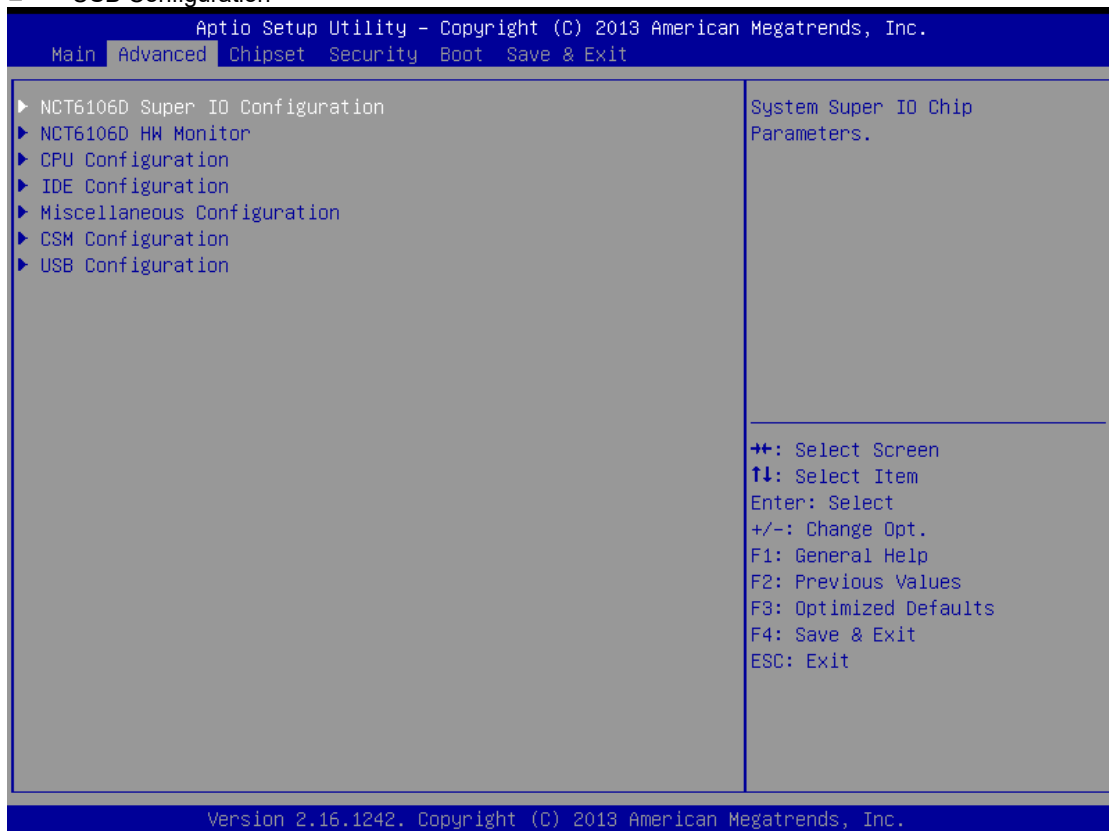 USB Configuration
Aptio Setup Utility – Copyright (C) 2013 American Megatrends, Inc.
Main Advanced Chipset Security Boot Save & Exit
▶ NCT6106D Super IO Configuration
▶ NCT6106D HW Monitor
▶ CPU Configuration
▶ IDE Configuration
▶ Miscellaneous Configuration
▶ CSM Configuration
▶ USB Configuration
System Super IO Chip
Parameters.
→←: Select Screen
↑↓: Select Item
Enter: Select
+/-: Change Opt.
F1: General Help
F2: Previous Values
F3: Optimized Defaults
F4: Save & Exit
ESC: Exit
Version 2.16.1242. Copyright (C) 2013 American Megatrends, Inc.